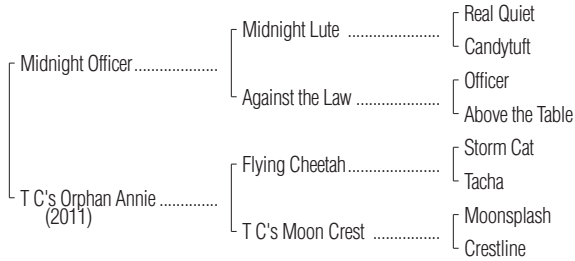 Real Quiet
Midnight Lute ...................
Candytuft
Midnight Officer.................
Officer
Against the Law .................
Above the Table
Storm Cat
Flying Cheetah...................
Tacha
T C's Orphan Annie ............
(2011)
Moonsplash
T C's Moon Crest ..............
Crestline